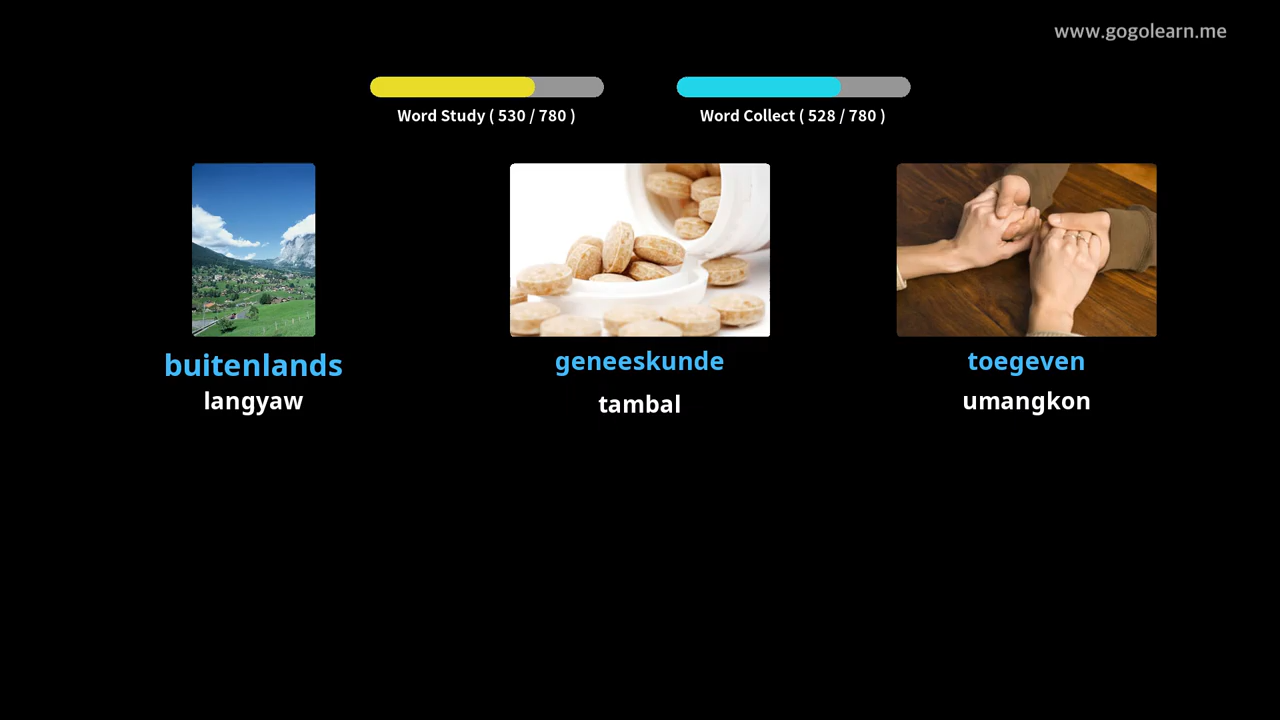 www.gogolearn.me
Word Study ( 530 / 780 )
Word Collect ( 528 / 780 )
buitenlands
langyaw
geneeskunde
tambal
toegeven
umangkon